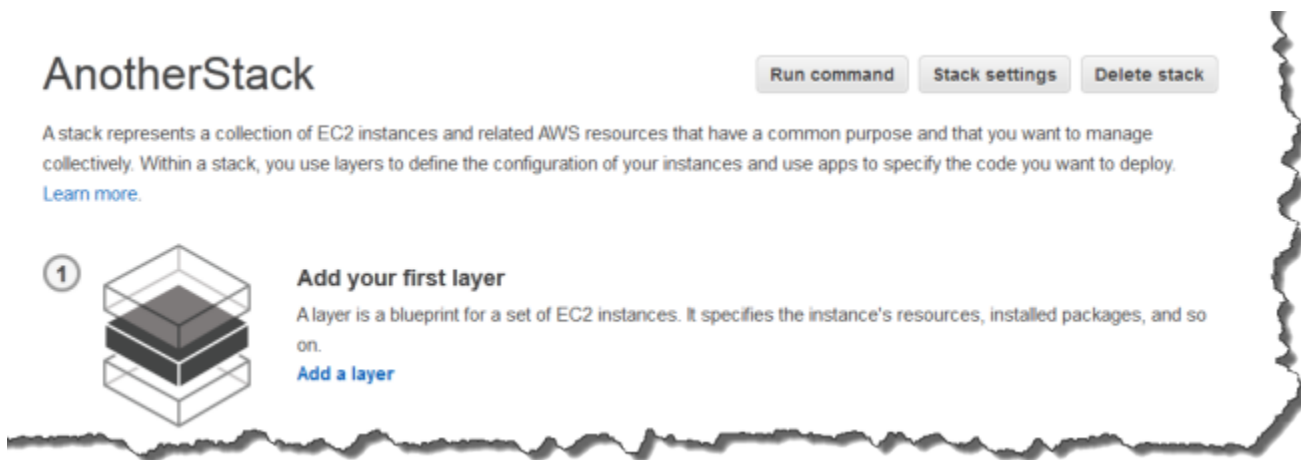 AnotherStack
Run command
Stack settings
Delete stack
A stack represents a collection of EC2 instances and related AWS resources that have a common purpose and that you want to manage
collectively. Within a stack, you use layers to define the configuration of your instances and use apps to specify the code you want to deploy.
Learn more.
1
Add your first layer
A layer is a blueprint for a set of EC2 instances. It specifies the instance's resources, installed packages, and so
on.
Add a layer